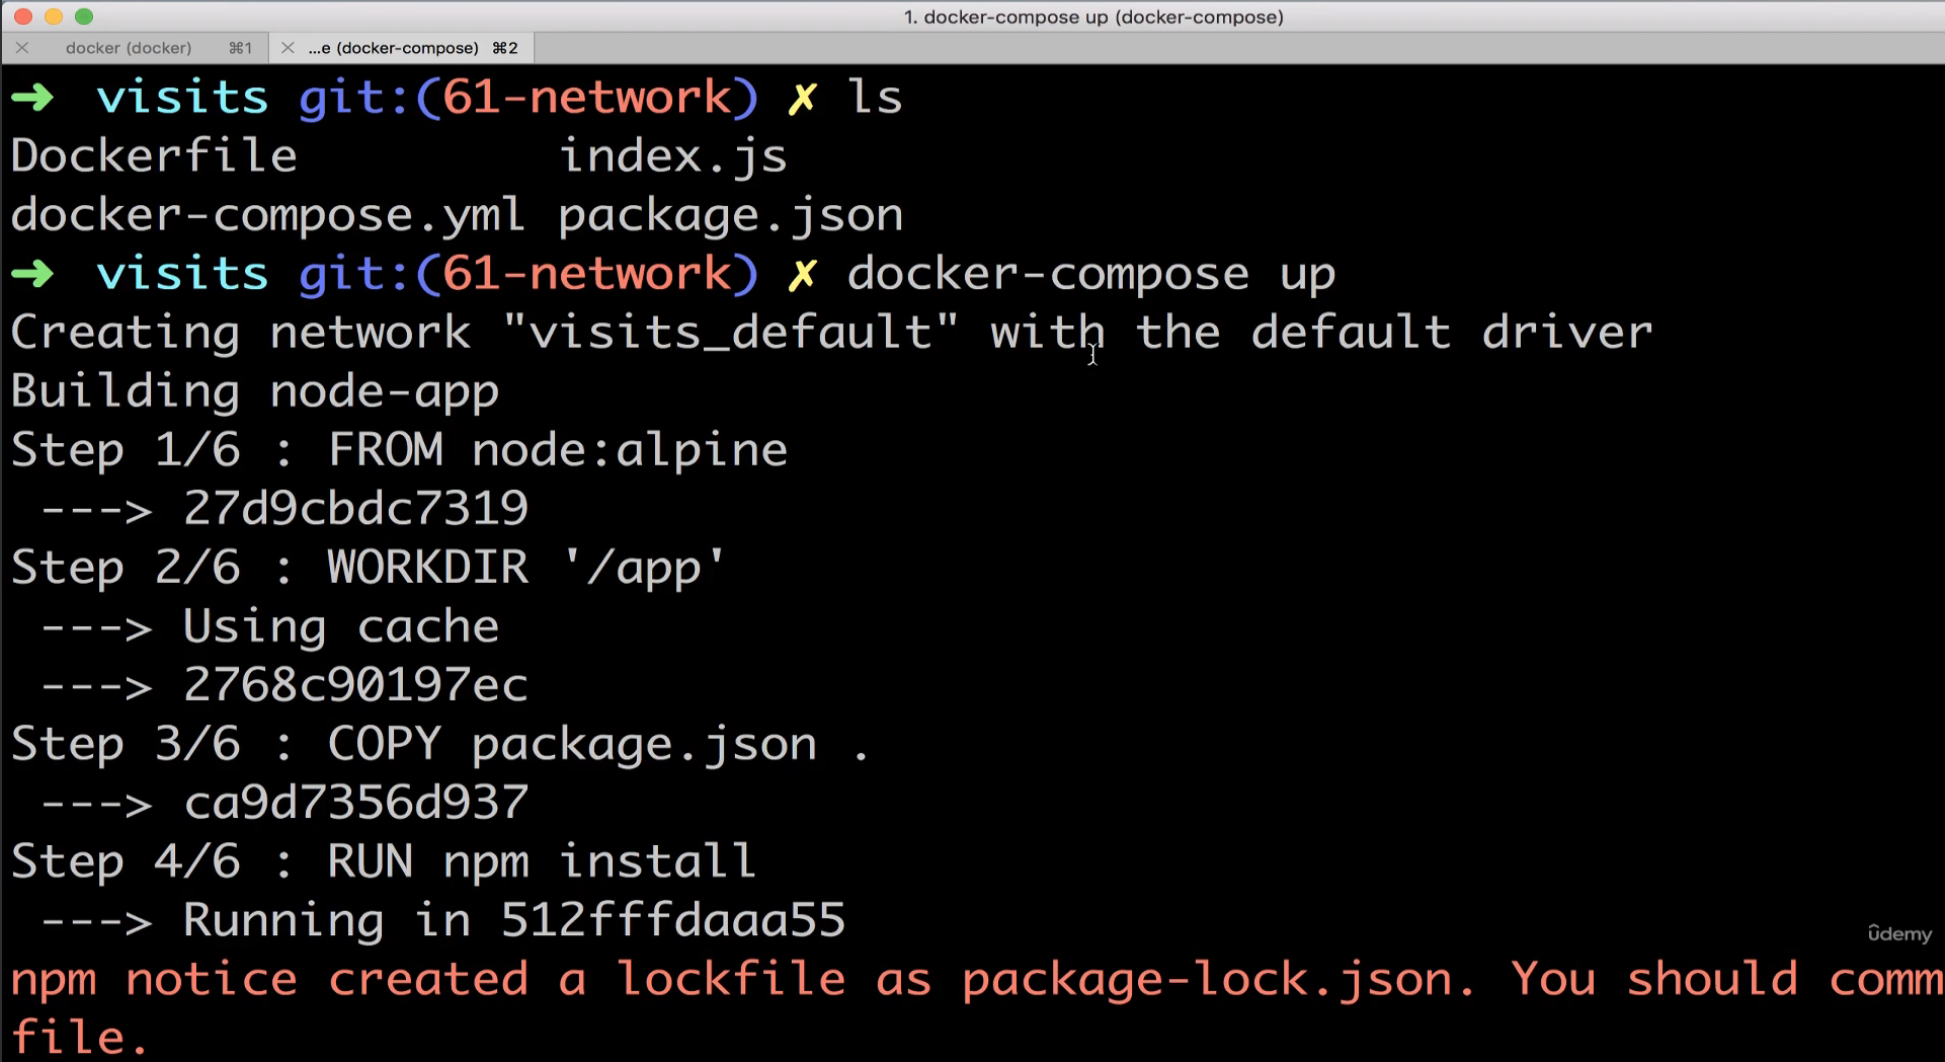 1. docker-compose up (docker-compose)
docker (docker) ⌘1 ...e (docker-compose) ⌘2
➜ visits git:(61-network) ✗ ls
Dockerfile index.js
docker-compose.yml package.json
➜ visits git:(61-network) ✗ docker-compose up
Creating network "visits_default" with the default driver
Building node-app
Step 1/6 : FROM node:alpine
---> 27d9cbdc7319
Step 2/6 : WORKDIR '/app'
---> Using cache
---> 2768c90197ec
Step 3/6 : COPY package.json .
---> ca9d7356d937
Step 4/6 : RUN npm install
---> Running in 512fffdaaa55
npm notice created a lockfile as package-lock.json. You should comm
file.
ûdemy